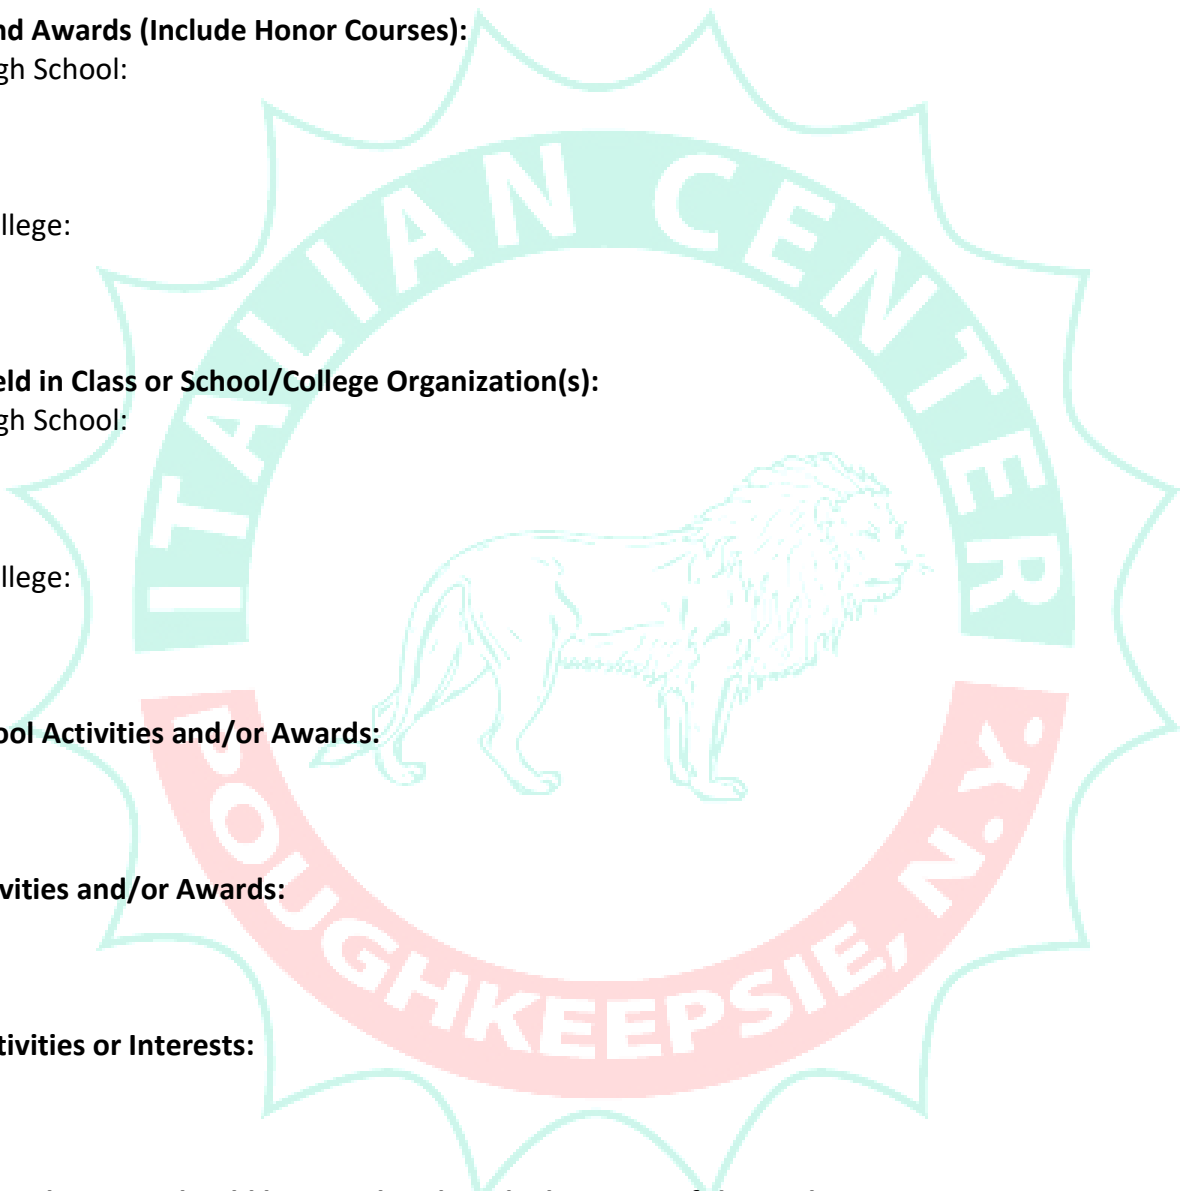 nd Awards (Include Honor Courses):
gh School:
llege:
eld in Class or School/College Organization(s):
gh School:
llege:
ool Activities and/or Awards:
vities and/or Awards:
tivities or Interests:
ITALIAN CENTER
POUGHKEEPSIE, N.Y.